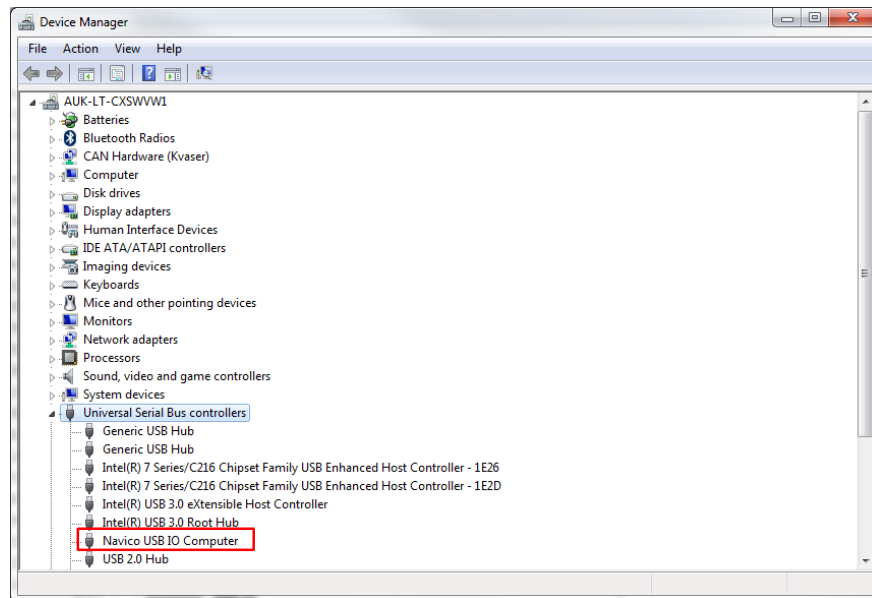 Device Manager
File Action View Help
AUK-LT-CXSWVW1
Batteries
Bluetooth Radios
CAN Hardware (Kvaser)
Computer
Disk drives
Display adapters
Human Interface Devices
IDE ATA/ATAPI controllers
Imaging devices
Keyboards
Mice and other pointing devices
Monitors
Network adapters
Processors
Sound, video and game controllers
System devices
Universal Serial Bus controllers
Generic USB Hub
Generic USB Hub
Intel(R) 7 Series/C216 Chipset Family USB Enhanced Host Controller - 1E26
Intel(R) 7 Series/C216 Chipset Family USB Enhanced Host Controller - 1E2D
Intel(R) USB 3.0 eXtensible Host Controller
Intel(R) USB 3.0 Root Hub
Navico USB IO Computer
USB 2.0 Hub